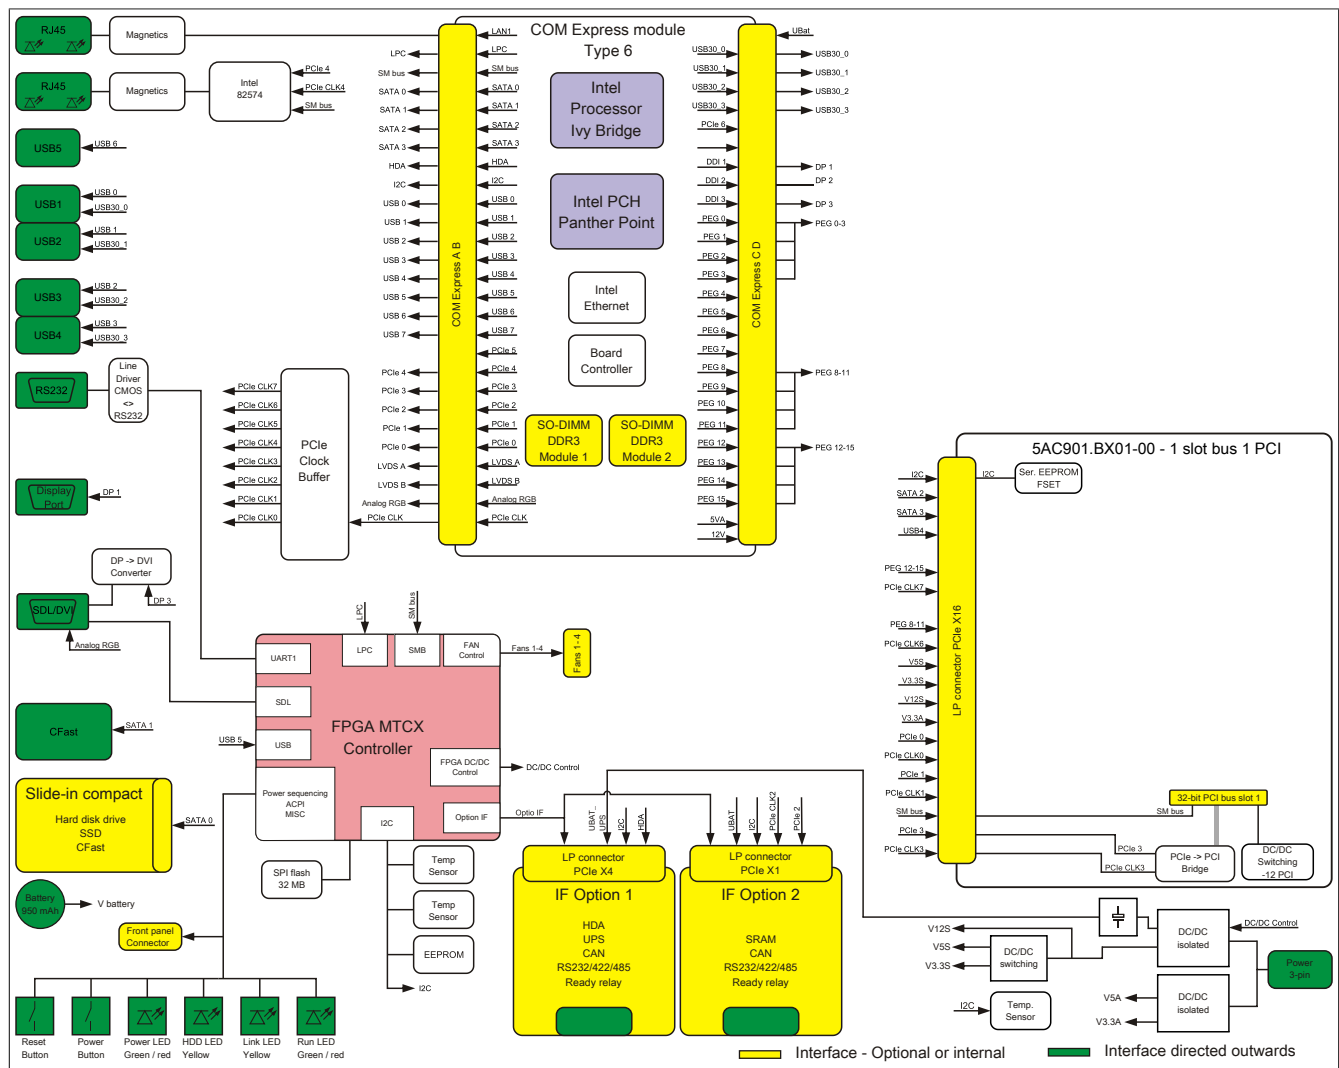 RJ45
Magnetics
RJ45
Magnetics
Intel
82574
PCIe 4
PCIe CLK4
SM bus
USB5
USB 6
USB1
USB 0
USB30_0
USB2
USB 1
USB30_1
USB3
USB 2
USB30_2
USB4
USB 3
USB30_3
RS232
Line
Driver
CMOS
<>
RS232
Display
Port
DP 1
DP -> DVI
Converter
DP 3
SDL/DVI
Analog RGB
CFast
SATA 1
Slide-in compact
Hard disk drive
SSD
CFast
SATA 0
Battery
950 mAh
V battery
Front panel
Connector
Reset
Button
Power
Button
Power LED
Green / red
HDD LED
Yellow
Link LED
Yellow
Run LED
Green / red
PCIe CLK7
PCIe CLK6
PCIe CLK5
PCIe CLK4
PCIe CLK3
PCIe CLK2
PCIe CLK1
PCIe CLK0
PCIe
Clock
Buffer
PCIe CLK
LPC
SM bus
SATA 0
SATA 1
SATA 2
SATA 3
HDA
I2C
USB 0
USB 1
USB 2
USB 3
USB 4
USB 5
USB 6
USB 7
PCIe 4
PCIe 3
PCIe 2
PCIe 1
PCIe 0
LVDS A
LVDS B
Analog RGB
COM Express A B
LAN1
LPC
SM bus
SATA 0
SATA 1
SATA 2
SATA 3
HDA
I2C
USB 0
USB 1
USB 2
USB 3
USB 4
USB 5
USB 6
USB 7
PCIe 5
PCIe 4
PCIe 3
PCIe 2
PCIe 1
PCIe 0
LVDS A
LVDS B
Analog RGB
PCIe CLK
COM Express module
Type 6
Intel
Processor
Ivy Bridge
Intel PCH
Panther Point
Intel
Ethernet
Board
Controller
SO-DIMM
DDR3
Module 1
SO-DIMM
DDR3
Module 2
USB30_0
USB30_1
USB30_2
USB30_3
PCIe 6
DDI 1
DDI 2
DDI 3
PEG 0
PEG 1
PEG 2
PEG 3
PEG 4
PEG 5
PEG 6
PEG 7
PEG 8
PEG 9
PEG 10
PEG 11
PEG 12
PEG 13
PEG 14
PEG 15
5VA
12V
COM Express C D
UBat
USB30_0
USB30_1
USB30_2
USB30_3
DP 1
DP 2
DP 3
PEG 0-3
PEG 8-11
PEG 12-15
5AC901.BX01-00 - 1 slot bus 1 PCI
I2C
SATA 2
SATA 3
USB4
PEG 12-15
PCIe CLK7
PEG 8-11
PCIe CLK6
V5S
V3.3S
V12S
V3.3A
PCIe 0
PCIe CLK0
PCIe 1
PCIe CLK1
SM bus
PCIe 3
PCIe CLK3
LP connector PCIe X16
I2C
Ser. EEPROM
FSET
32-bit PCI bus slot 1
SM bus
PCIe 3
PCIe CLK3
PCIe -> PCI
Bridge
DC/DC
Switching
-12 PCI
LPC
SM bus
UART1
LPC
SMB
FAN
Control
Fans 1-4
Fans 1 - 4
SDL
FPGA MTCX
Controller
USB 5
USB
FPGA DC/DC
Control
DC/DC Control
Power sequencing
ACPI
MISC
I2C
Option IF
Optio IF
SPI flash
32 MB
Temp
Sensor
Temp
Sensor
EEPROM
I2C
UBAT_
UPS
I2C
HDA
LP connector
PCIe X4
IF Option 1
HDA
UPS
CAN
RS232/422/485
Ready relay
UBAT
I2C
PCIe CLK2
PCIe 2
LP connector
PCIe X1
IF Option 2
SRAM
CAN
RS232/422/485
Ready relay
V12S
V5S
V3.3S
DC/DC
switching
DC/DC
isolated
DC/DC Control
Power
3-pin
I2C
Temp.
Sensor
V5A
V3.3A
DC/DC
isolated
Interface - Optional or internal
Interface directed outwards